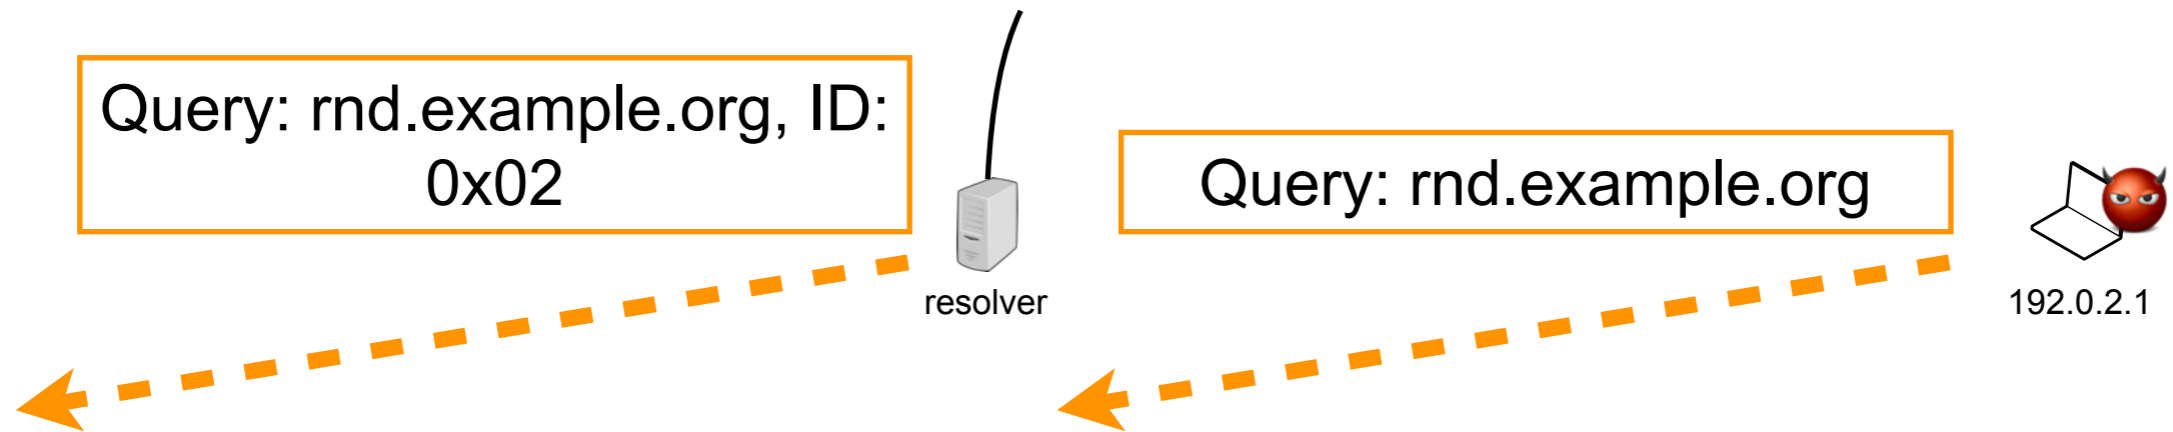 Query: rnd.example.org, ID:
0x02
Query: rnd.example.org
resolver
192.0.2.1